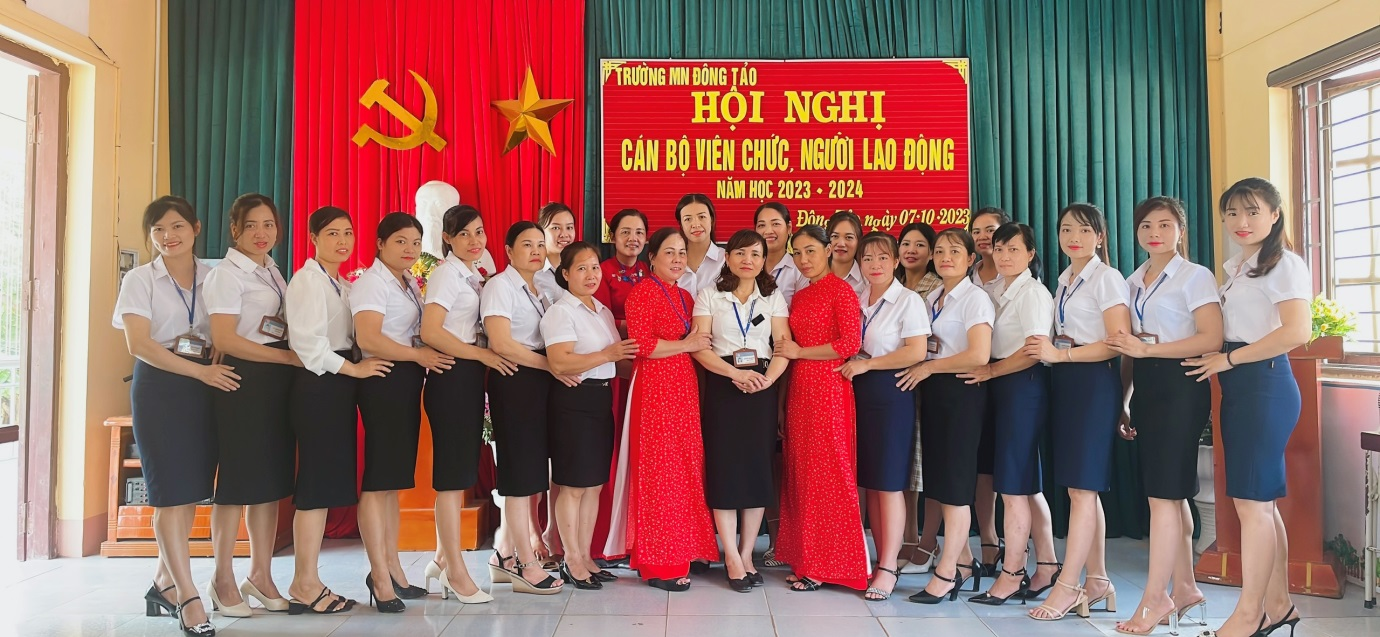 TRƯỜNG MN ĐÔNG TẢO
HỘI NGHỊ
CÁN BỘ VIÊN CHỨC, NGƯỜI LAO ĐỘNG
NĂM HỌC 2023 - 2024
Đông ngày 07-10-2023